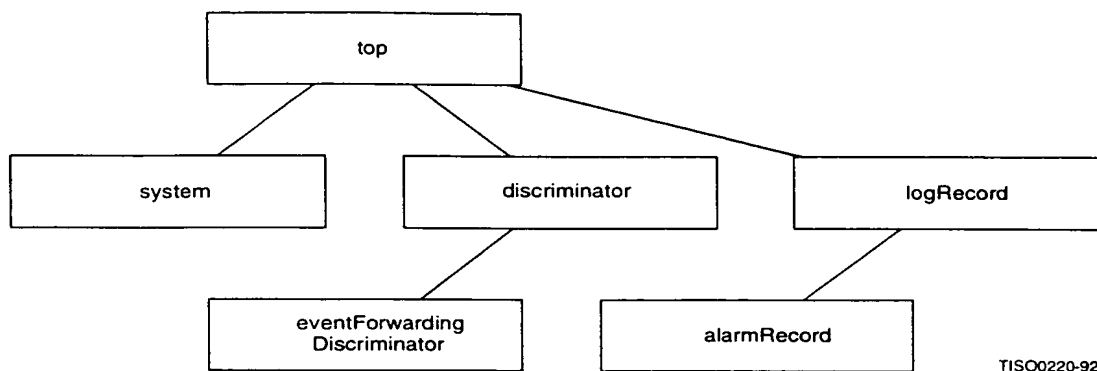 top
system
discriminator
logRecord
eventForwarding
Discriminator
alarmRecord
TISO0220-92